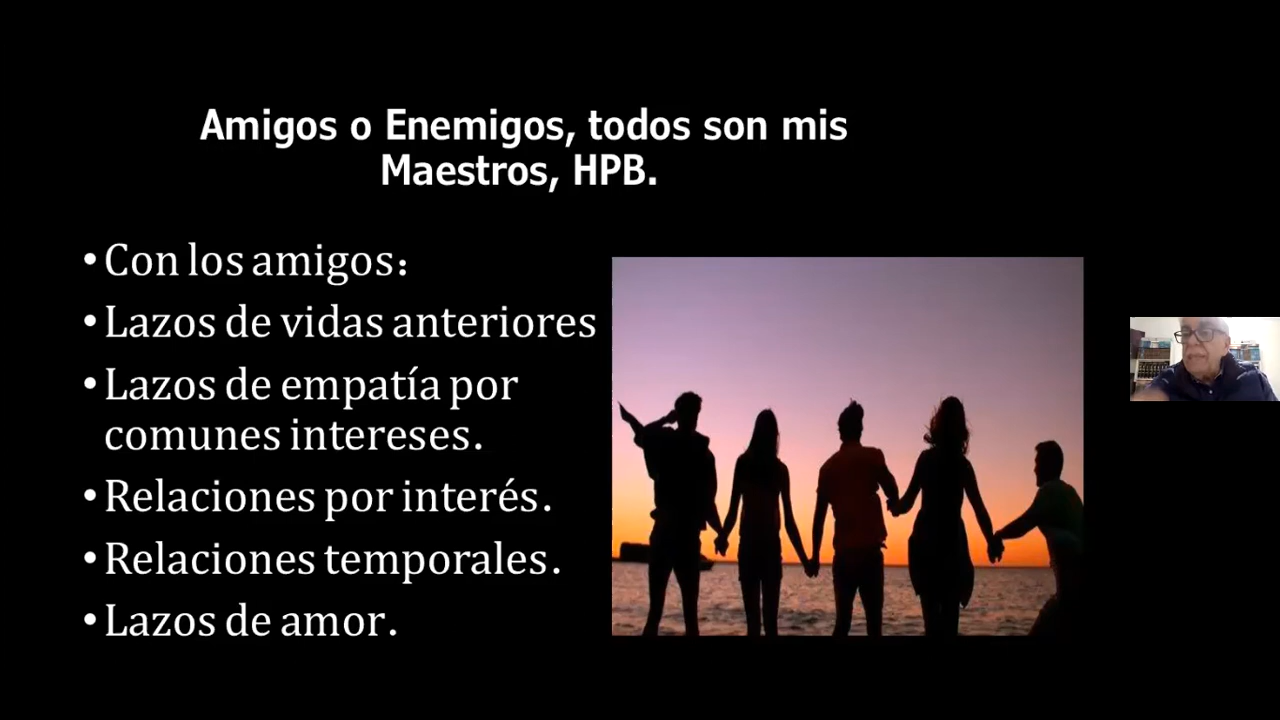 Amigos o Enemigos, todos son mis
Maestros, HPB.
•Con los amigos:
•Lazos de vidas anteriores
•Lazos de empatía por
comunes intereses.
•Relaciones por interés.
•Relaciones temporales.
•Lazos de amor.